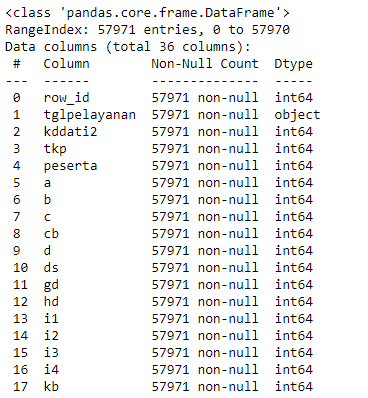 <class 'pandas.core.frame.DataFrame'>
RangeIndex: 57971 entries, 0 to 57970
Data columns (total 36 columns):
 #   Column        Non-Null Count  Dtype
---  ------        --------------  -----
 0   row_id        57971 non-null  int64
 1   tglpelayanan  57971 non-null  object
 2   kddati2       57971 non-null  int64
 3   tkp           57971 non-null  int64
 4   peserta       57971 non-null  int64
 5   a             57971 non-null  int64
 6   b             57971 non-null  int64
 7   c             57971 non-null  int64
 8   cb            57971 non-null  int64
 9   d             57971 non-null  int64
 10  ds            57971 non-null  int64
 11  gd            57971 non-null  int64
 12  hd            57971 non-null  int64
 13  i1            57971 non-null  int64
 14  i2            57971 non-null  int64
 15  i3            57971 non-null  int64
 16  i4            57971 non-null  int64
 17  kb            57971 non-null  int64